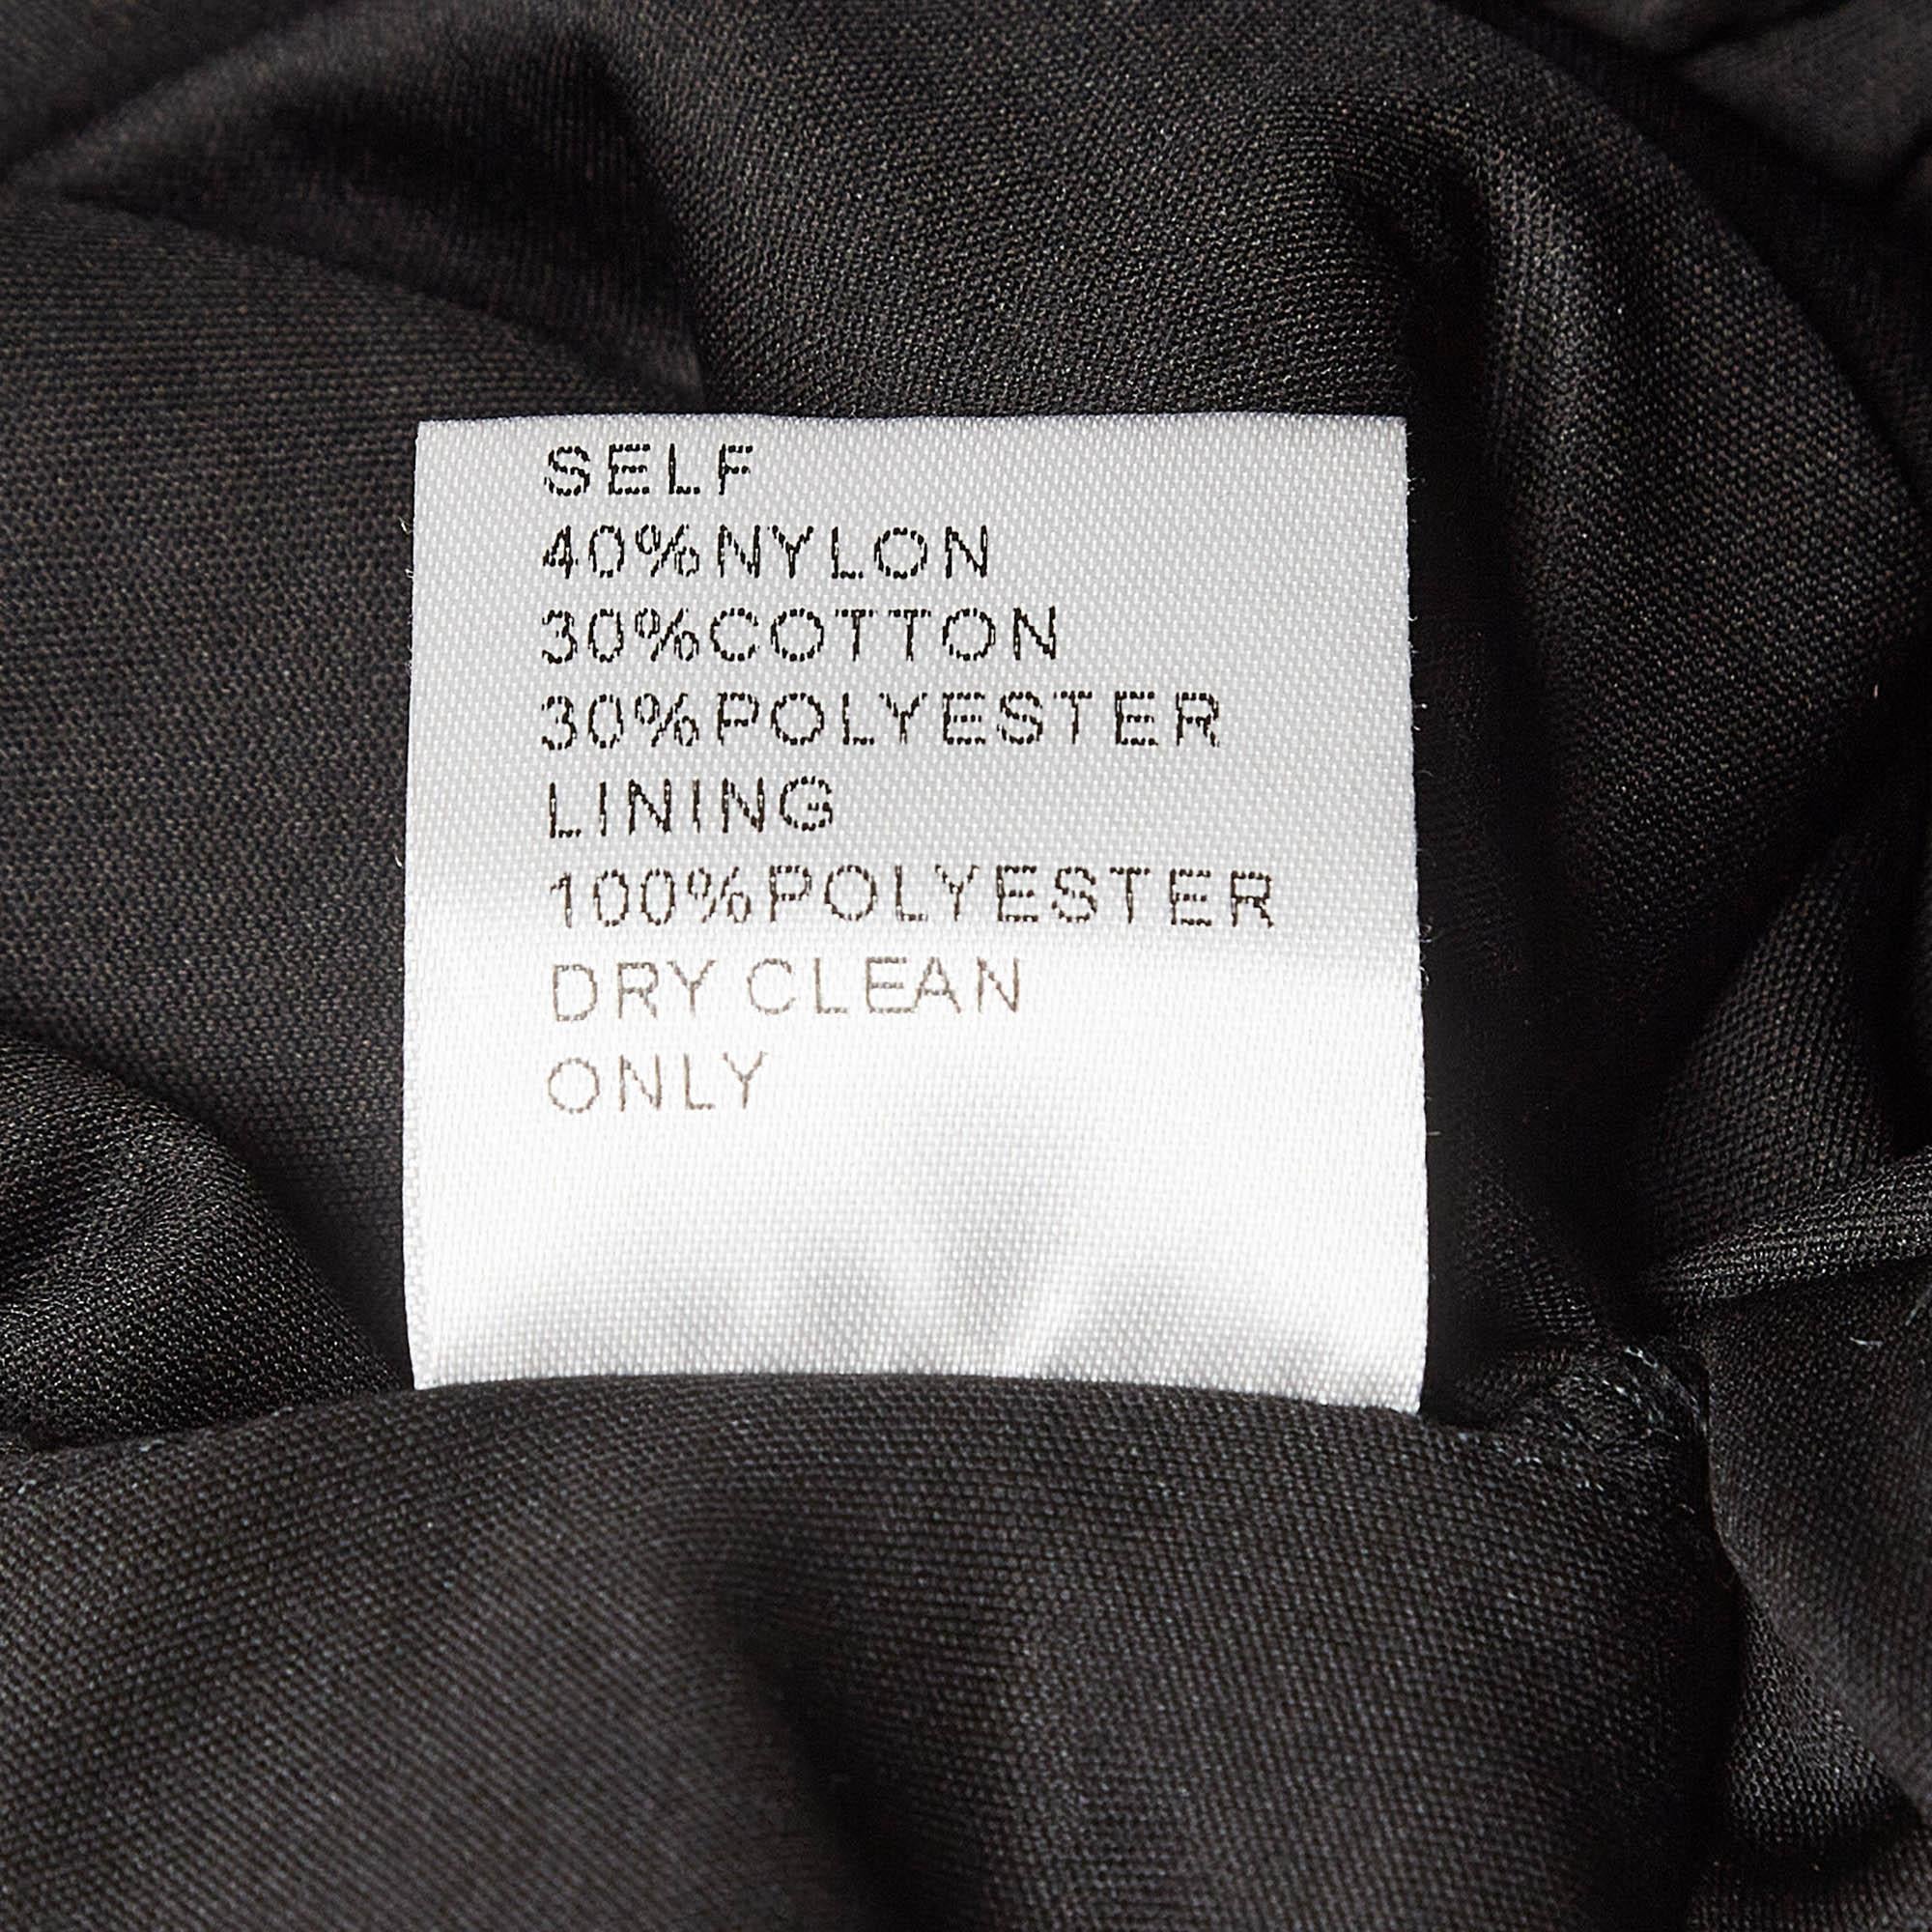 SELF
40%NYLON
30%COTTON
30%POLYESTER
LINING
100%POLYESTER
DRY CLEAN
ONLY